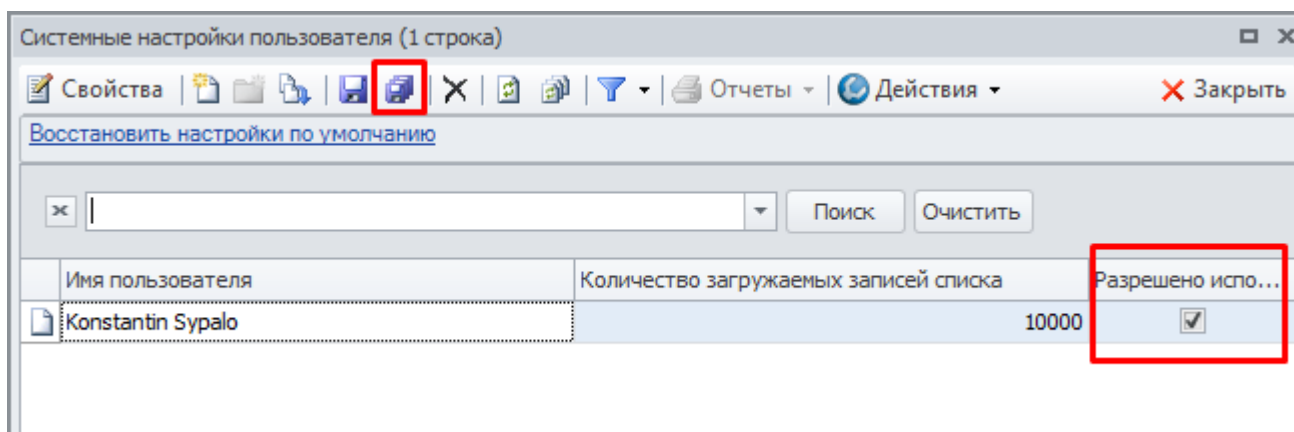 Системные настройки пользователя (1 строка)
Свойства Отчеты Действия Закрыть
Восстановить настройки по умолчанию
Поиск Очистить
Имя пользователя Количество загружаемых записей списка Разрешено испо...
Konstantin Sypalo 10000